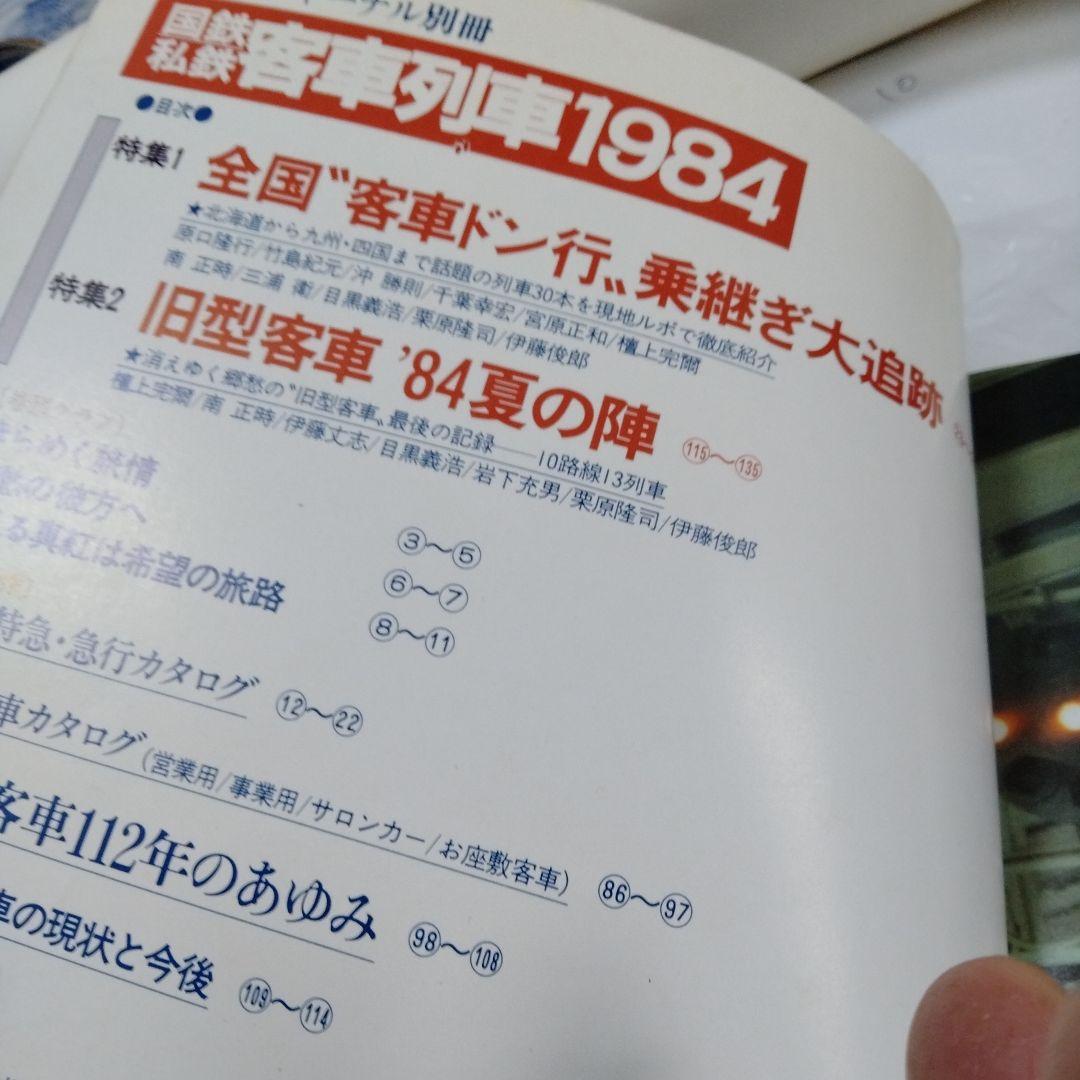 ーナル別冊
国鉄
私鉄
客車列車1984
●目次●
特集1
全国〝客車ドン行〟乗継ぎ大追跡
★北海道から九州・四国まで話題の列車30本を現地ルポで徹底紹介
原口隆行/竹島紀元/沖 勝則/千葉幸宏/宮原正和/檀上完爾
南 正時/三浦 衛/目黒義浩/栗原隆司/伊藤俊郎
特集2
旧型客車 '84夏の陣 115〜135
★消えゆく郷愁の〝旧型客車〟最後の記録──10路線13列車
檀上完爾/南 正時/伊藤丈志/目黒義浩/岩下充男/栗原隆司/伊藤俊郎
らめく旅情 ③〜⑤
の彼方へ ⑥〜⑦
る真紅は希望の旅路 ⑧〜⑪
特急・急行カタログ ⑫〜㉒
車カタログ(営業用/事業用/サロンカー/お座敷客車) 86〜97
客車112年のあゆみ 98〜108
車の現状と今後 109〜114